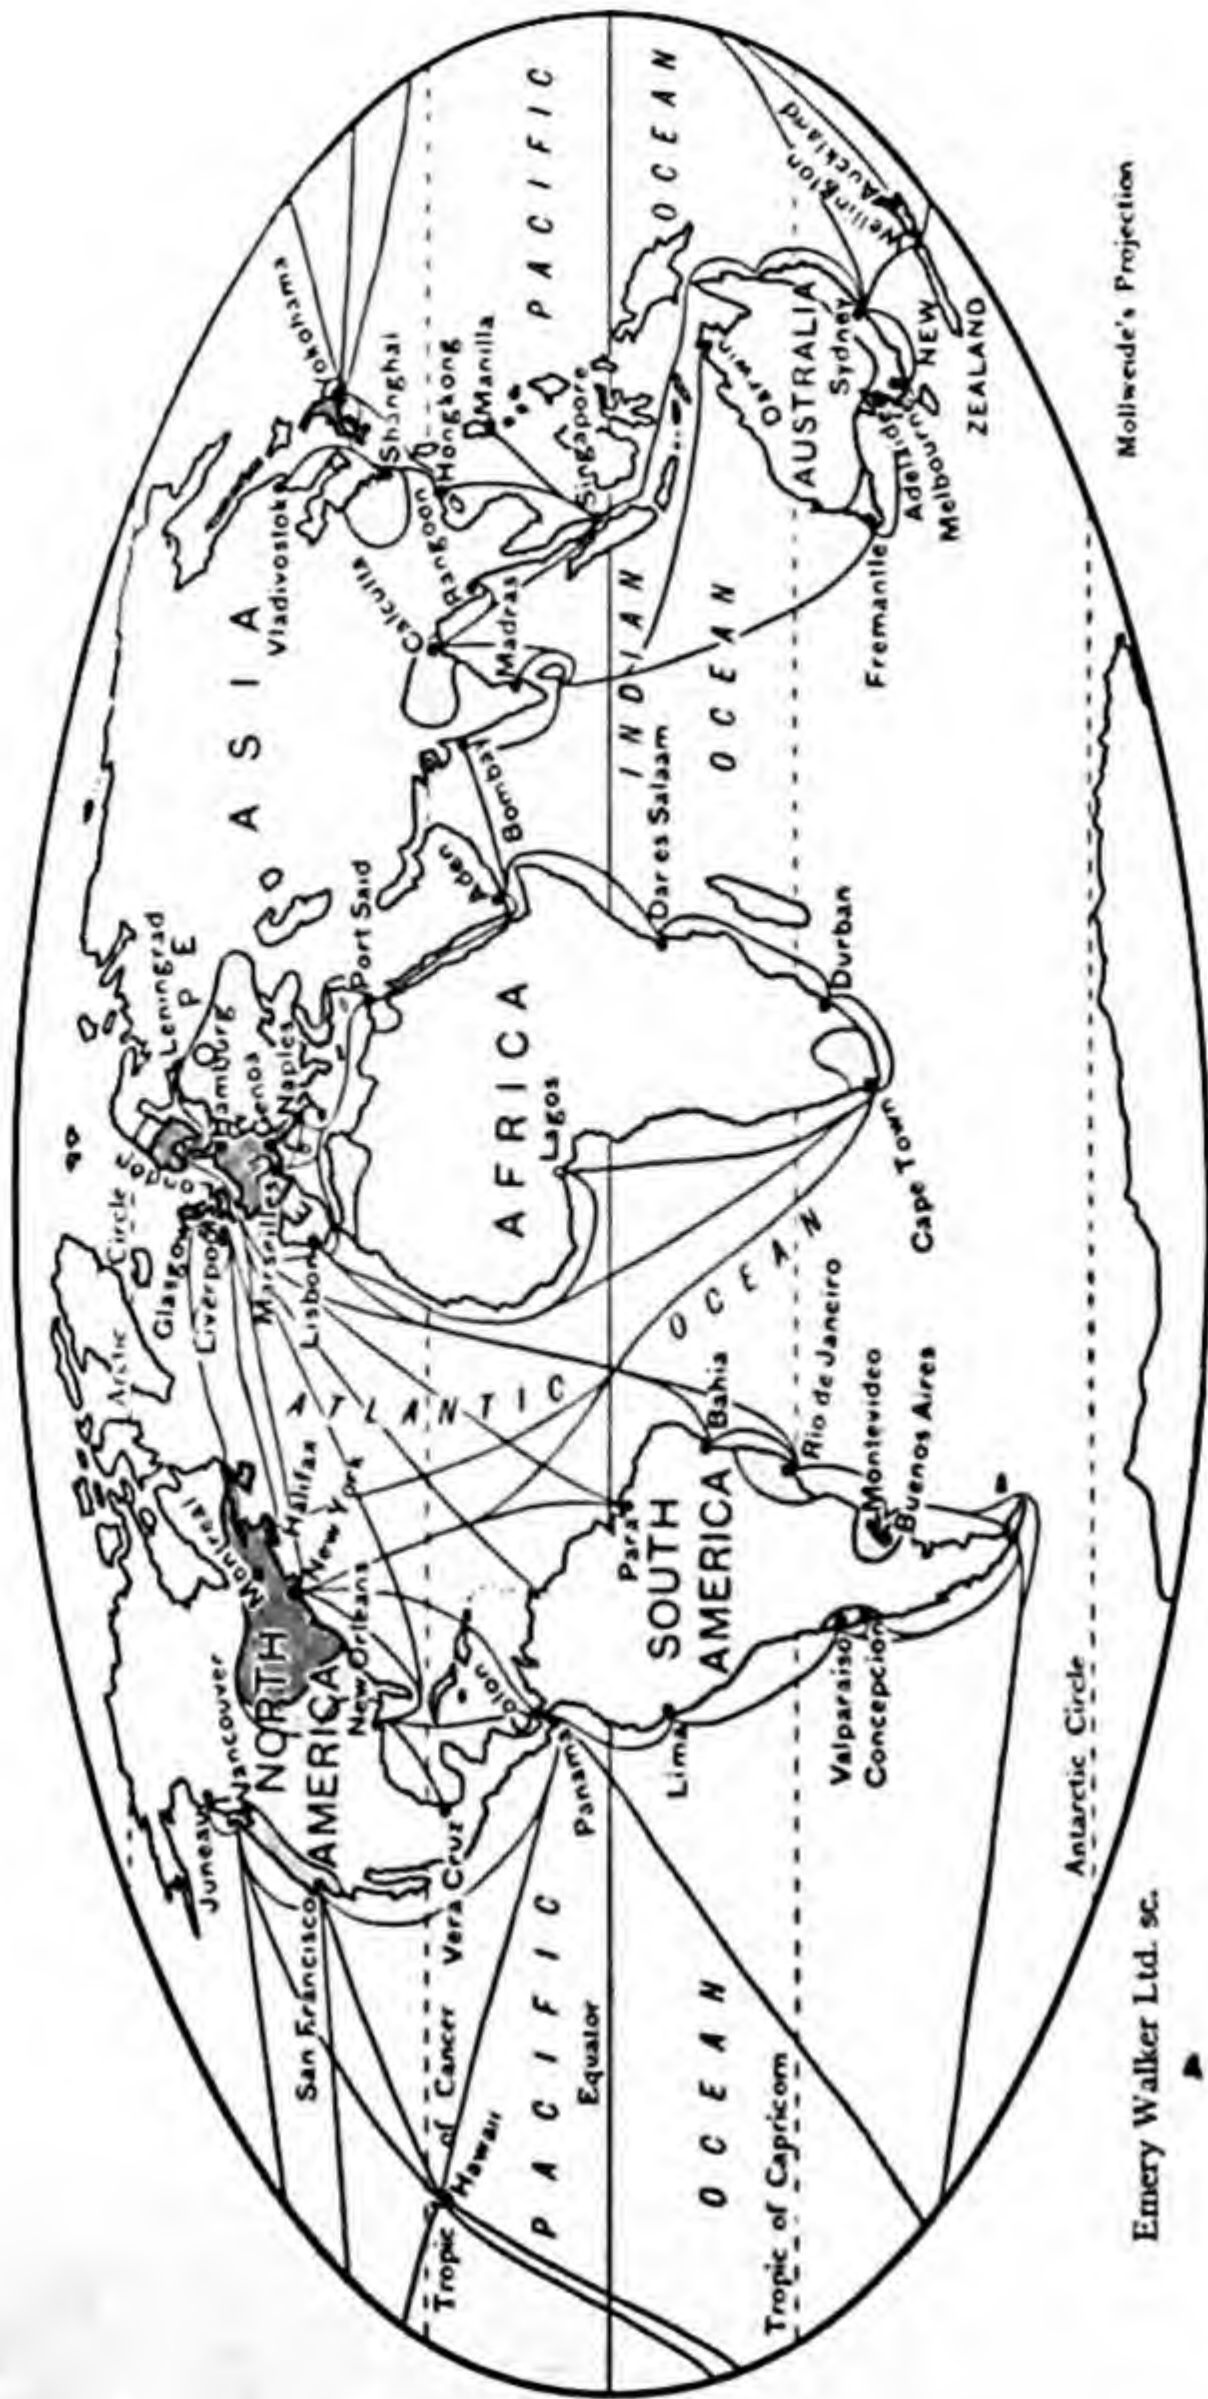 Arctic
Circle
Juneau
Vancouver
NORTH
AMERICA
San Francisco
Montreal
Halifax
New York
New Orleans
Vera Cruz
Colon
Panama
Hawaii
Tropic of Cancer
PACIFIC
Equator
OCEAN
Tropic of Capricorn
ATLANTIC
OCEAN
SOUTH
AMERICA
Para
Bahia
Rio de Janeiro
Montevideo
Buenos Aires
Lima
Valparaiso
Concepcion
Glasgow
Liverpool
London
Marseilles
Lisbon
Leningrad
Hamburg
Genoa
Naples
O P E
Port Said
Aden
AFRICA
Lagos
Dar es Salaam
Durban
Cape Town
ASIA
Vladivostok
Yokohama
Shanghai
Hongkong
Manilla
Calcutta
Rangoon
Madras
Bombay
Singapore
INDIAN
OCEAN
PACIFIC
OCEAN
Darwin
AUSTRALIA
Sydney
Fremantle
Adelaide
Melbourne
Wellington
Auckland
NEW
ZEALAND
Antarctic Circle
Emery Walker Ltd. sc.
Mollweide's Projection